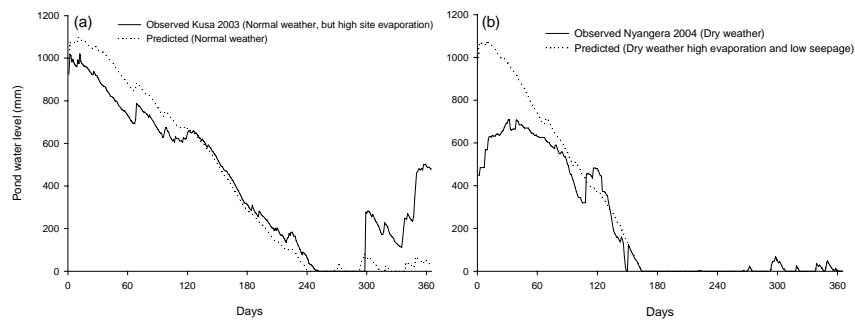 (a)
Observed Kusa 2003 (Normal weather, but high site evaporation)
Predicted (Normal weather)
Pond water level (mm)
1200
1000
800
600
400
200
0
0 60 120 180 240 300 360
Days
(b)
Observed Nyangera 2004 (Dry weather)
Predicted (Dry weather high evaporation and low seepage)
1200
1000
800
600
400
200
0
0 60 120 180 240 300 360
Days